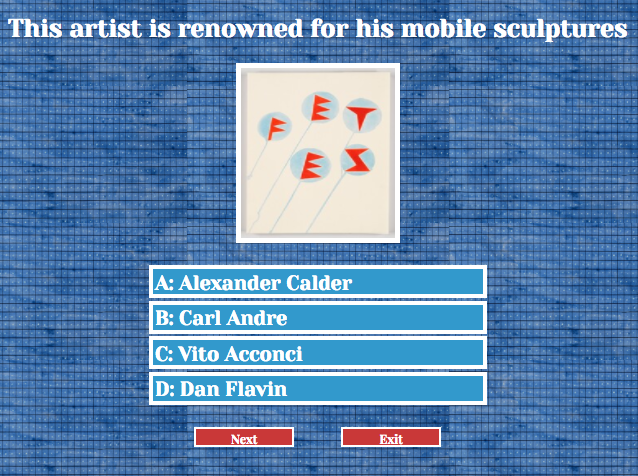 This artist is renowned for his mobile sculptures
F E T
E S
A: Alexander Calder
B: Carl Andre
C: Vito Acconci
D: Dan Flavin
Next Exit